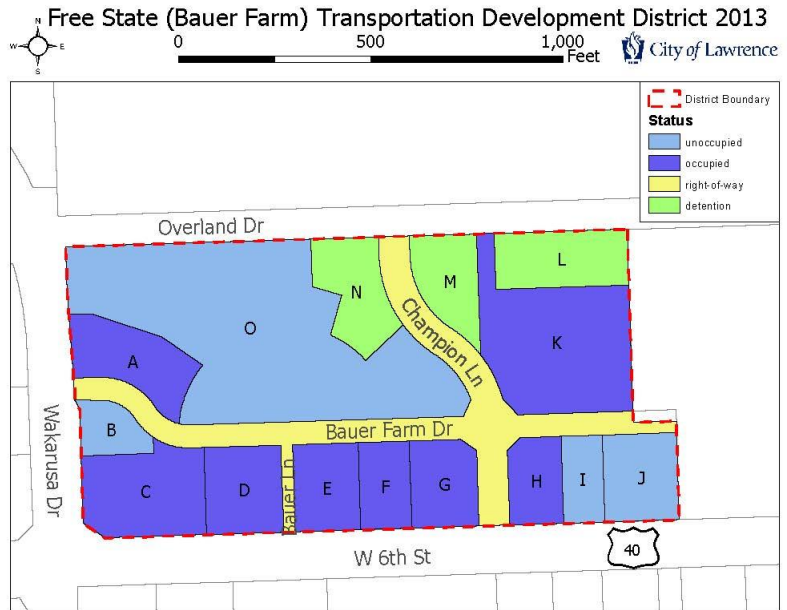 Free State (Bauer Farm) Transportation Development District 2013
N
W E
S
0 500 1,000
Feet
City of Lawrence
District Boundary
Status
unoccupied
occupied
right-of-way
detention
Overland Dr
L
N
M
Champion Ln
O
K
A
Wakarusa Dr
B
Bauer Farm Dr
C
D
Bauer Ln
E
F
G
H
I
J
W 6th St
40